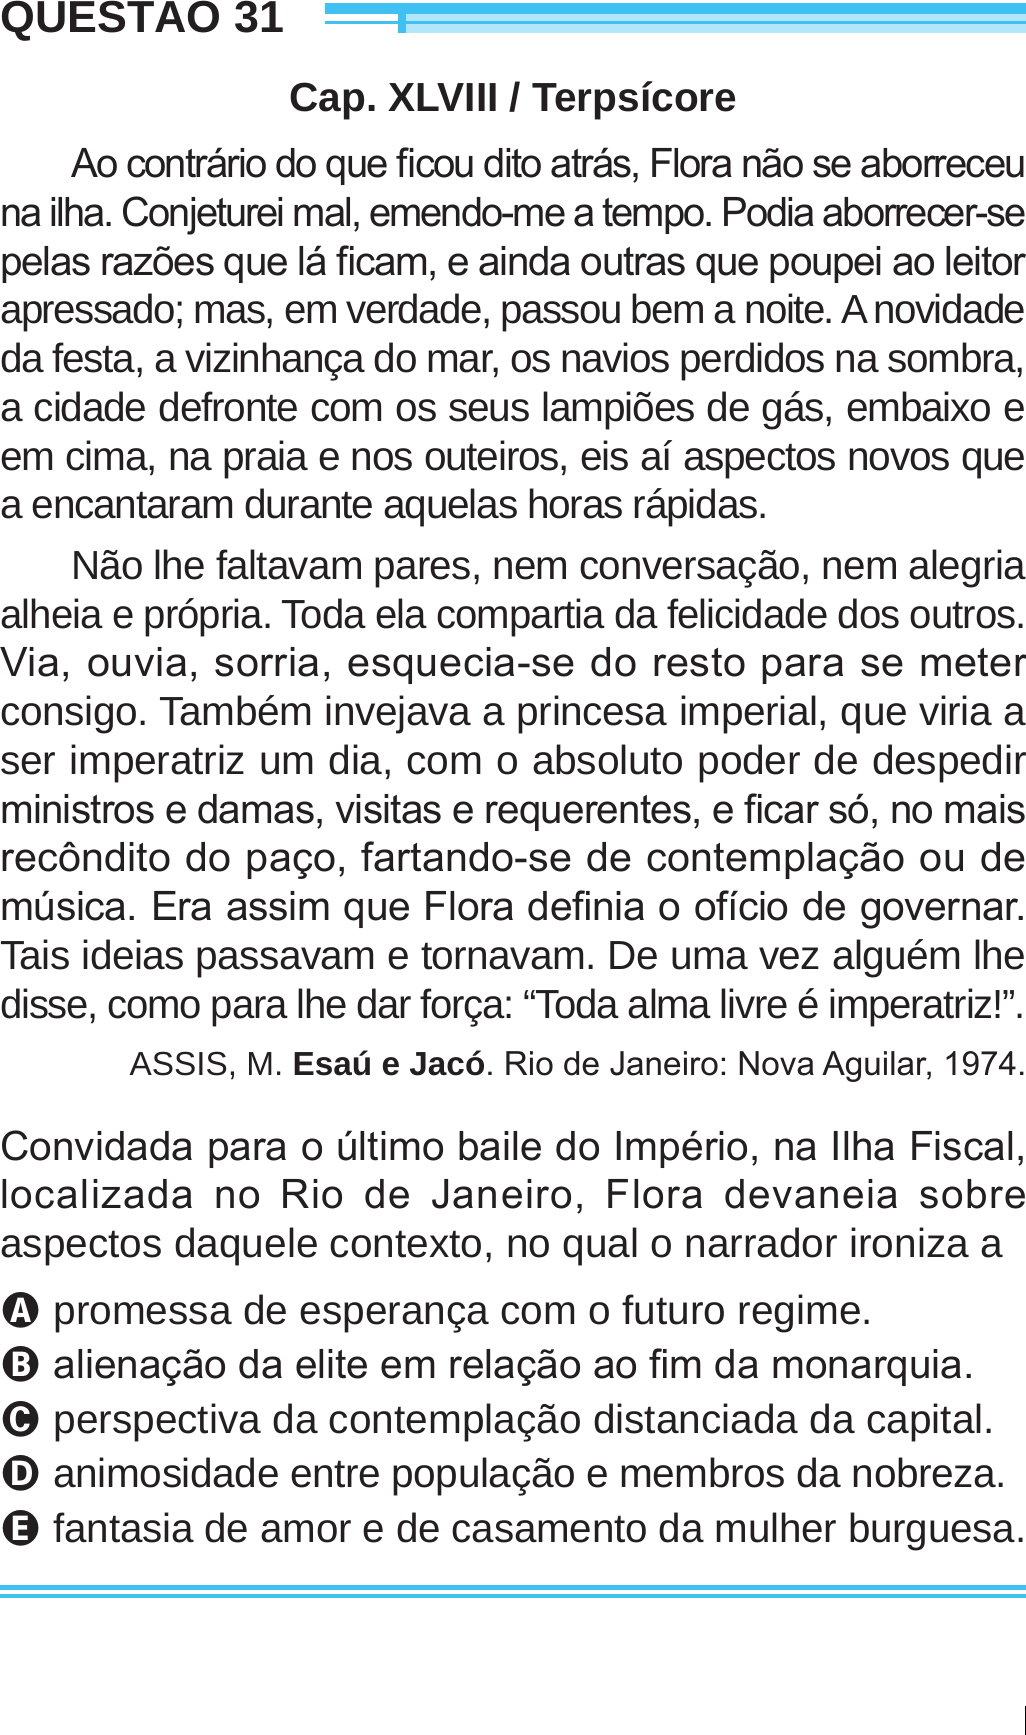 QUESTÃO 31
Cap. XLVIII / Terpsícore
Ao contrário do que ficou dito atrás, Flora não se aborreceu
na ilha. Conjeturei mal, emendo-me a tempo. Podia aborrecer-se
pelas razões que lá ficam, e ainda outras que poupei ao leitor
apressado; mas, em verdade, passou bem a noite. A novidade
da festa, a vizinhança do mar, os navios perdidos na sombra,
a cidade defronte com os seus lampiões de gás, embaixo e
em cima, na praia e nos outeiros, eis aí aspectos novos que
a encantaram durante aquelas horas rápidas.
Não lhe faltavam pares, nem conversação, nem alegria
alheia e própria. Toda ela compartia da felicidade dos outros.
Via, ouvia, sorria, esquecia-se do resto para se meter
consigo. Também invejava a princesa imperial, que viria a
ser imperatriz um dia, com o absoluto poder de despedir
ministros e damas, visitas e requerentes, e ficar só, no mais
recôndito do paço, fartando-se de contemplação ou de
música. Era assim que Flora definia o ofício de governar.
Tais ideias passavam e tornavam. De uma vez alguém lhe
disse, como para lhe dar força: “Toda alma livre é imperatriz!”.
ASSIS, M. Esaú e Jacó. Rio de Janeiro: Nova Aguilar, 1974.
Convidada para o último baile do Império, na Ilha Fiscal,
localizada no Rio de Janeiro, Flora devaneia sobre
aspectos daquele contexto, no qual o narrador ironiza a
A promessa de esperança com o futuro regime.
B alienação da elite em relação ao fim da monarquia.
C perspectiva da contemplação distanciada da capital.
D animosidade entre população e membros da nobreza.
E fantasia de amor e de casamento da mulher burguesa.